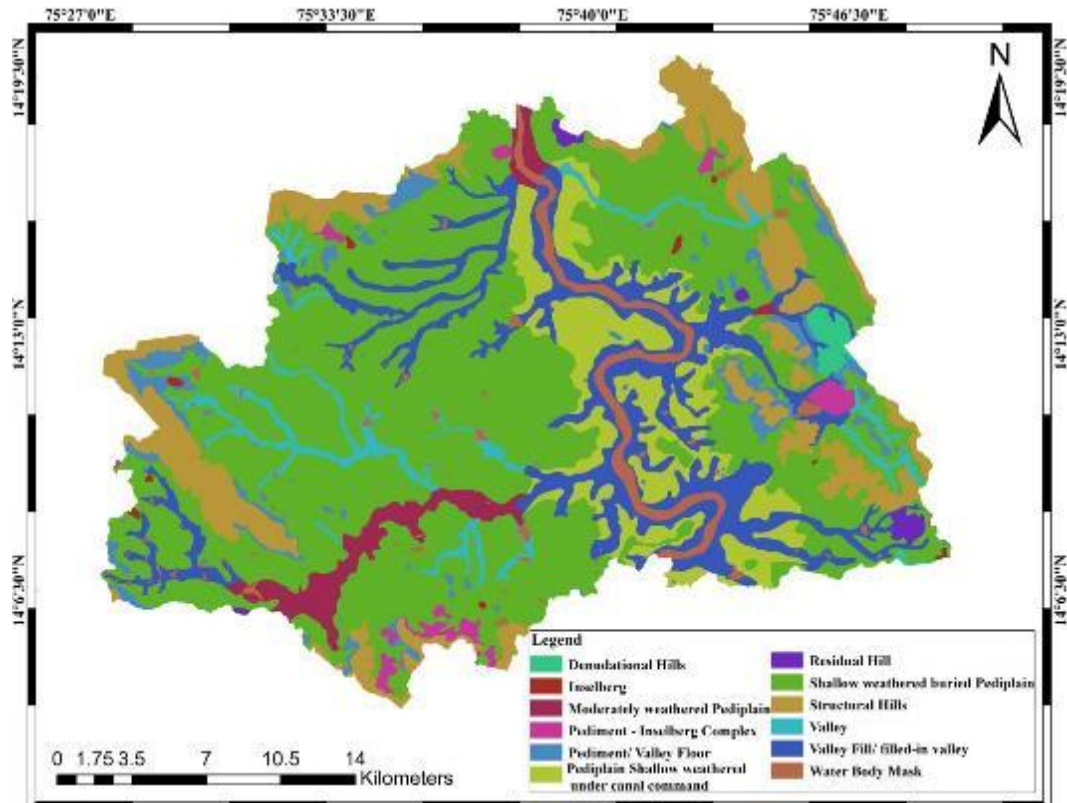 75°27'0"E 75°33'30"E 75°40'0"E 75°46'30"E
14°19'30"N 14°19'30"N
N
14°13'0"N 14°13'0"N
14°6'30"N 14°6'30"N
Legend
Denudational Hills
Inselberg
Moderately weathered Pediplain
Pediment - Inselberg Complex
Pediment/ Valley Floor
Pediplain Shallow weathered
under canal command
Residual Hill
Shallow weathered buried Pediplain
Structural Hills
Valley
Valley Fill/ filled-in valley
Water Body Mask
0 1.75 3.5 7 10.5 14
Kilometers